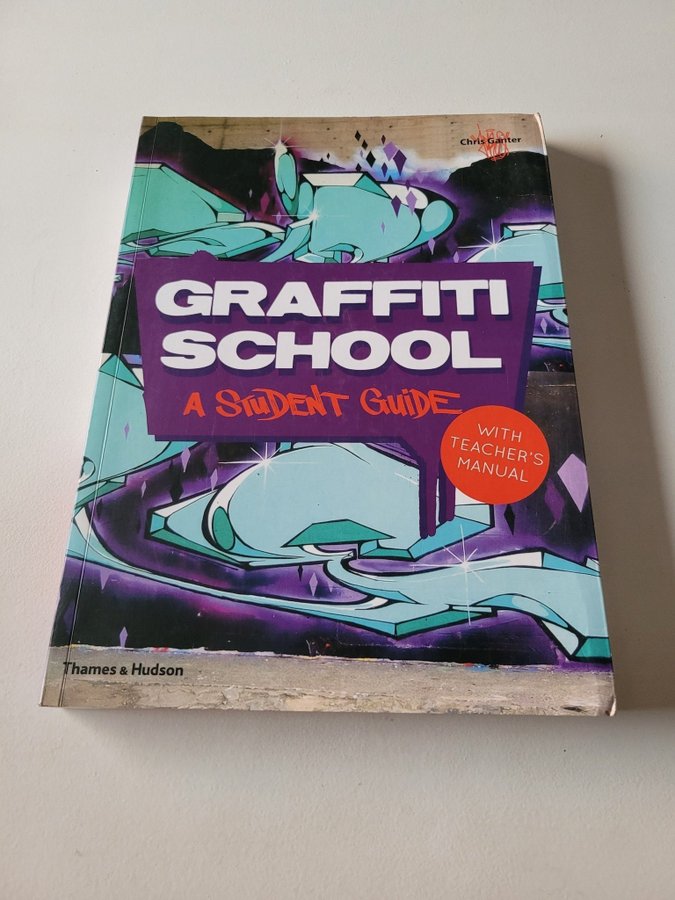 Chris Ganter
GRAFFITI
SCHOOL
A STUDENT GUIDE
WITH
TEACHER'S
MANUAL
Thames & Hudson